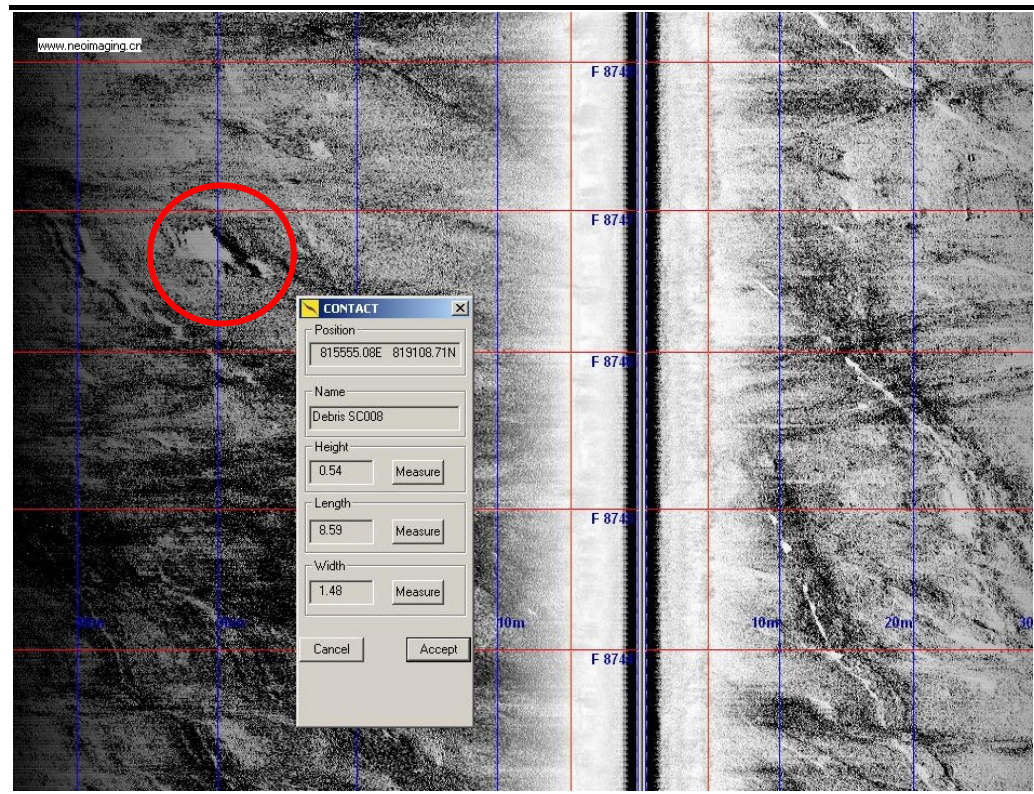 www.neoimaging.cn
F 874
F 874
CONTACT
Position
815555.08E 819108.71N
Name
Debris SC008
F 874
Height
0.54 Measure
Length
8.59 Measure
F 874
Width
1.48 Measure
10m
10m
20m
30
Cancel Accept
F 874